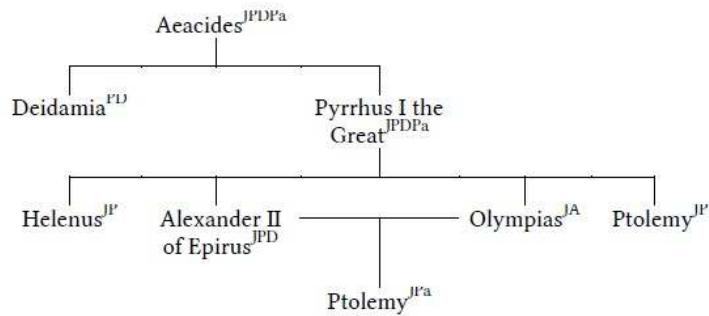 Aeacides^JPDPa
Deidamia^PD Pyrrhus I the
Great^JPDPa
Helenus^JP Alexander II Olympias^JA Ptolemy^JP
of Epirus^JPD
Ptolemy^JPa